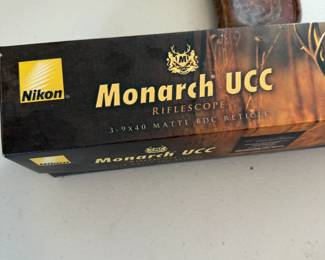 Nikon
Monarch UCC
RIFLESCOPE
3-9x40 MATTE BDC RETICLE
Nikon
Monarch UCC